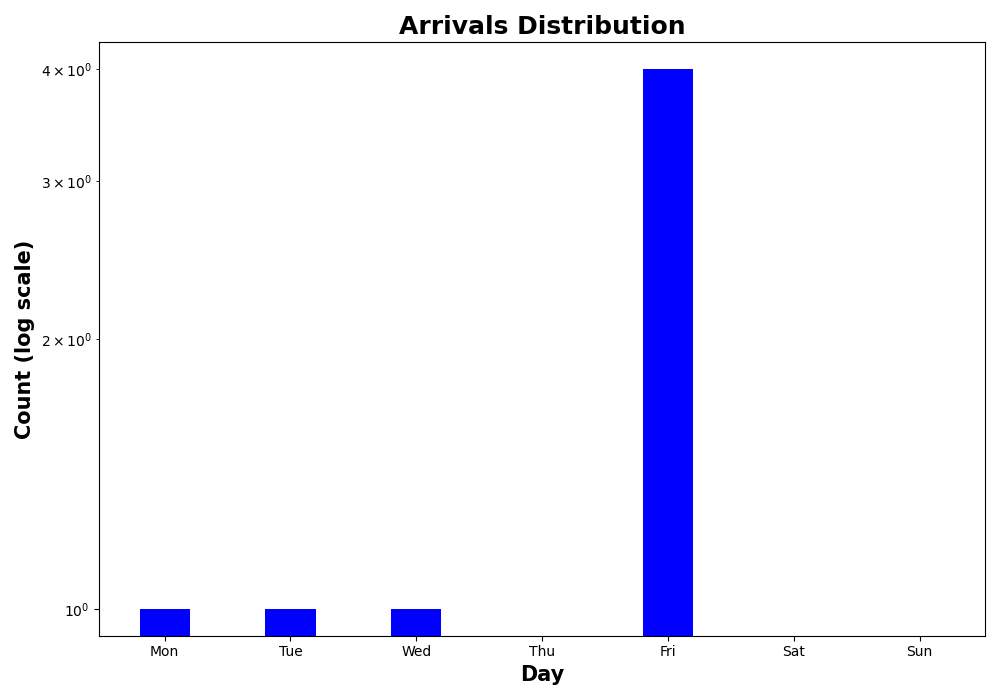 Arrivals Distribution
4 × 10⁰
3 × 10⁰
2 × 10⁰
10⁰
Count (log scale)
Mon Tue Wed Thu Fri Sat Sun
Day